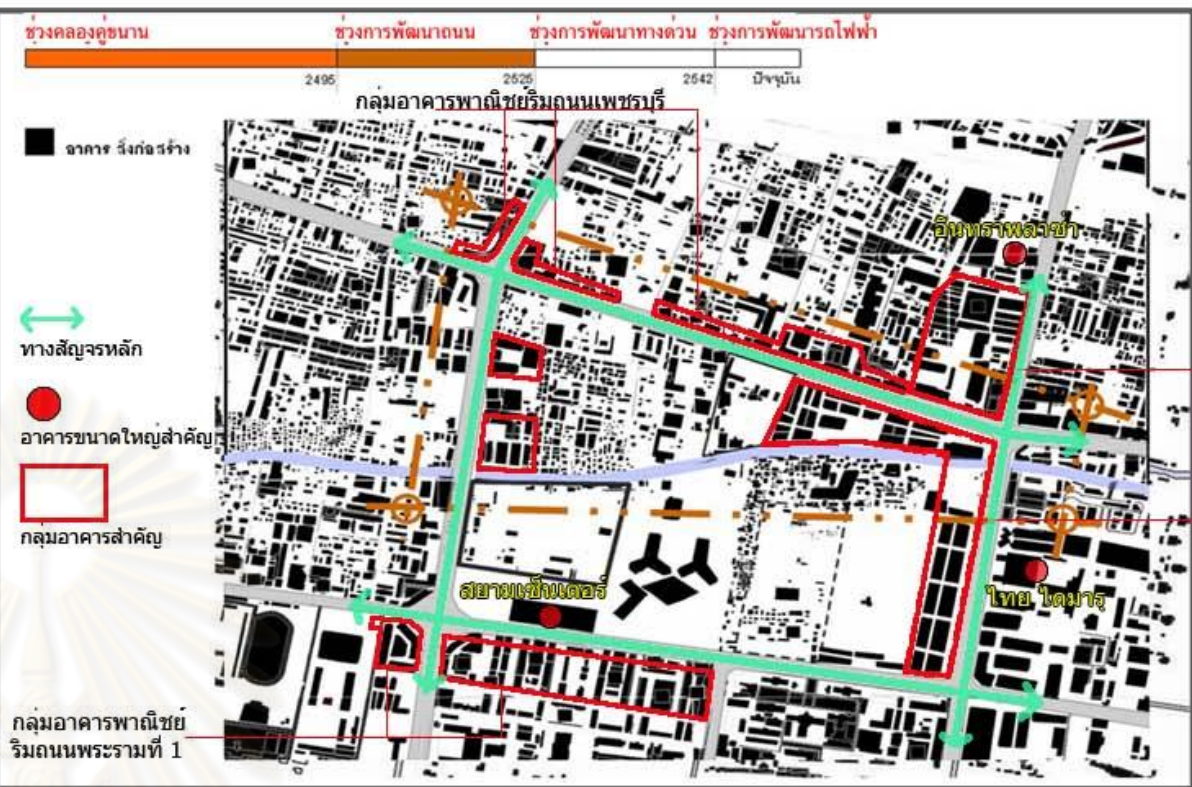 ช่วงคลองคู่ขนาน ช่วงการพัฒนาถนน ช่วงการพัฒนาทางด่วน ช่วงการพัฒนารถไฟฟ้า
2495 2525 2542 ปัจจุบัน
กลุ่มอาคารพาณิชย์ริมถนนเพชรบุรี
อาคาร สิ่งก่อสร้าง
อินทราพลาซ่า
ทางสัญจรหลัก
อาคารขนาดใหญ่สำคัญ
กลุ่มอาคารสำคัญ
สยามเซ็นเตอร์
ไทย ไดมารุ
กลุ่มอาคารพาณิชย์
ริมถนนพระรามที่ 1